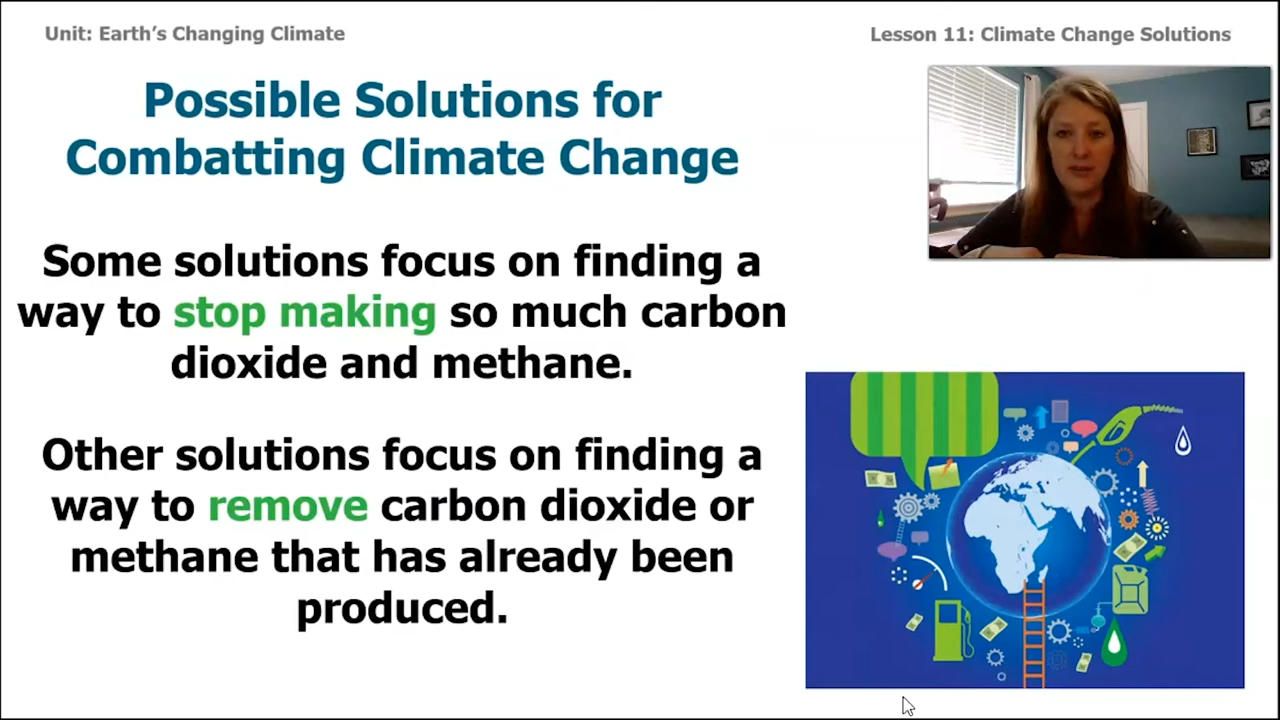 Unit: Earth's Changing Climate
Lesson 11: Climate Change Solutions
Possible Solutions for
Combatting Climate Change
Some solutions focus on finding a
way to stop making so much carbon
dioxide and methane.
Other solutions focus on finding a
way to remove carbon dioxide or
methane that has already been
produced.